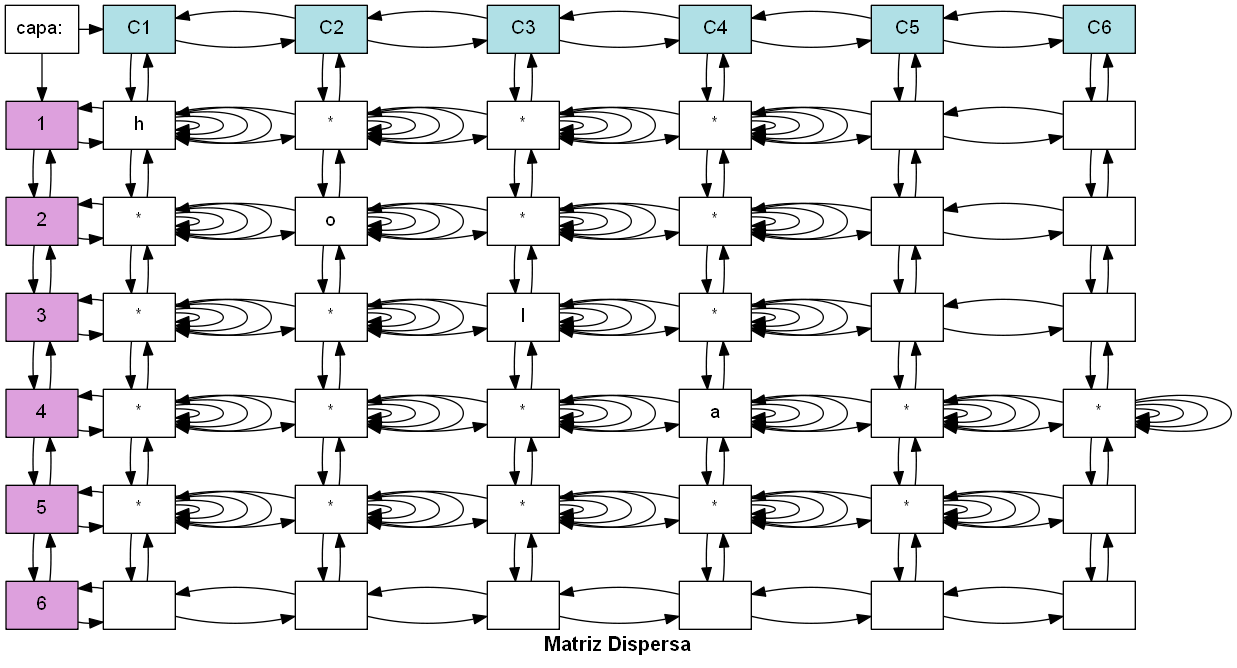 capa: C1 C2 C3 C4 C5 C6
1 h * * *
2 * o * *
3 * * l *
4 * * * a * *
5 * * * * *
6
Matriz Dispersa